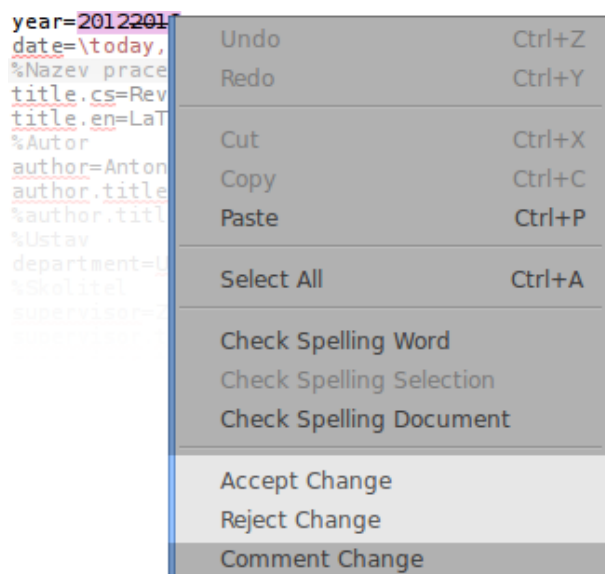 year=20122016
date=\today,
%Nazev prace
title.cs=Rev
title.en=LaT
%Autor
author=Anton
author.title
%author.titl
%Ustav
department=U
%Skolitel
supervisor=Z
Undo Ctrl+Z
Redo Ctrl+Y
Cut Ctrl+X
Copy Ctrl+C
Paste Ctrl+P
Select All Ctrl+A
Check Spelling Word
Check Spelling Selection
Check Spelling Document
Accept Change
Reject Change
Comment Change